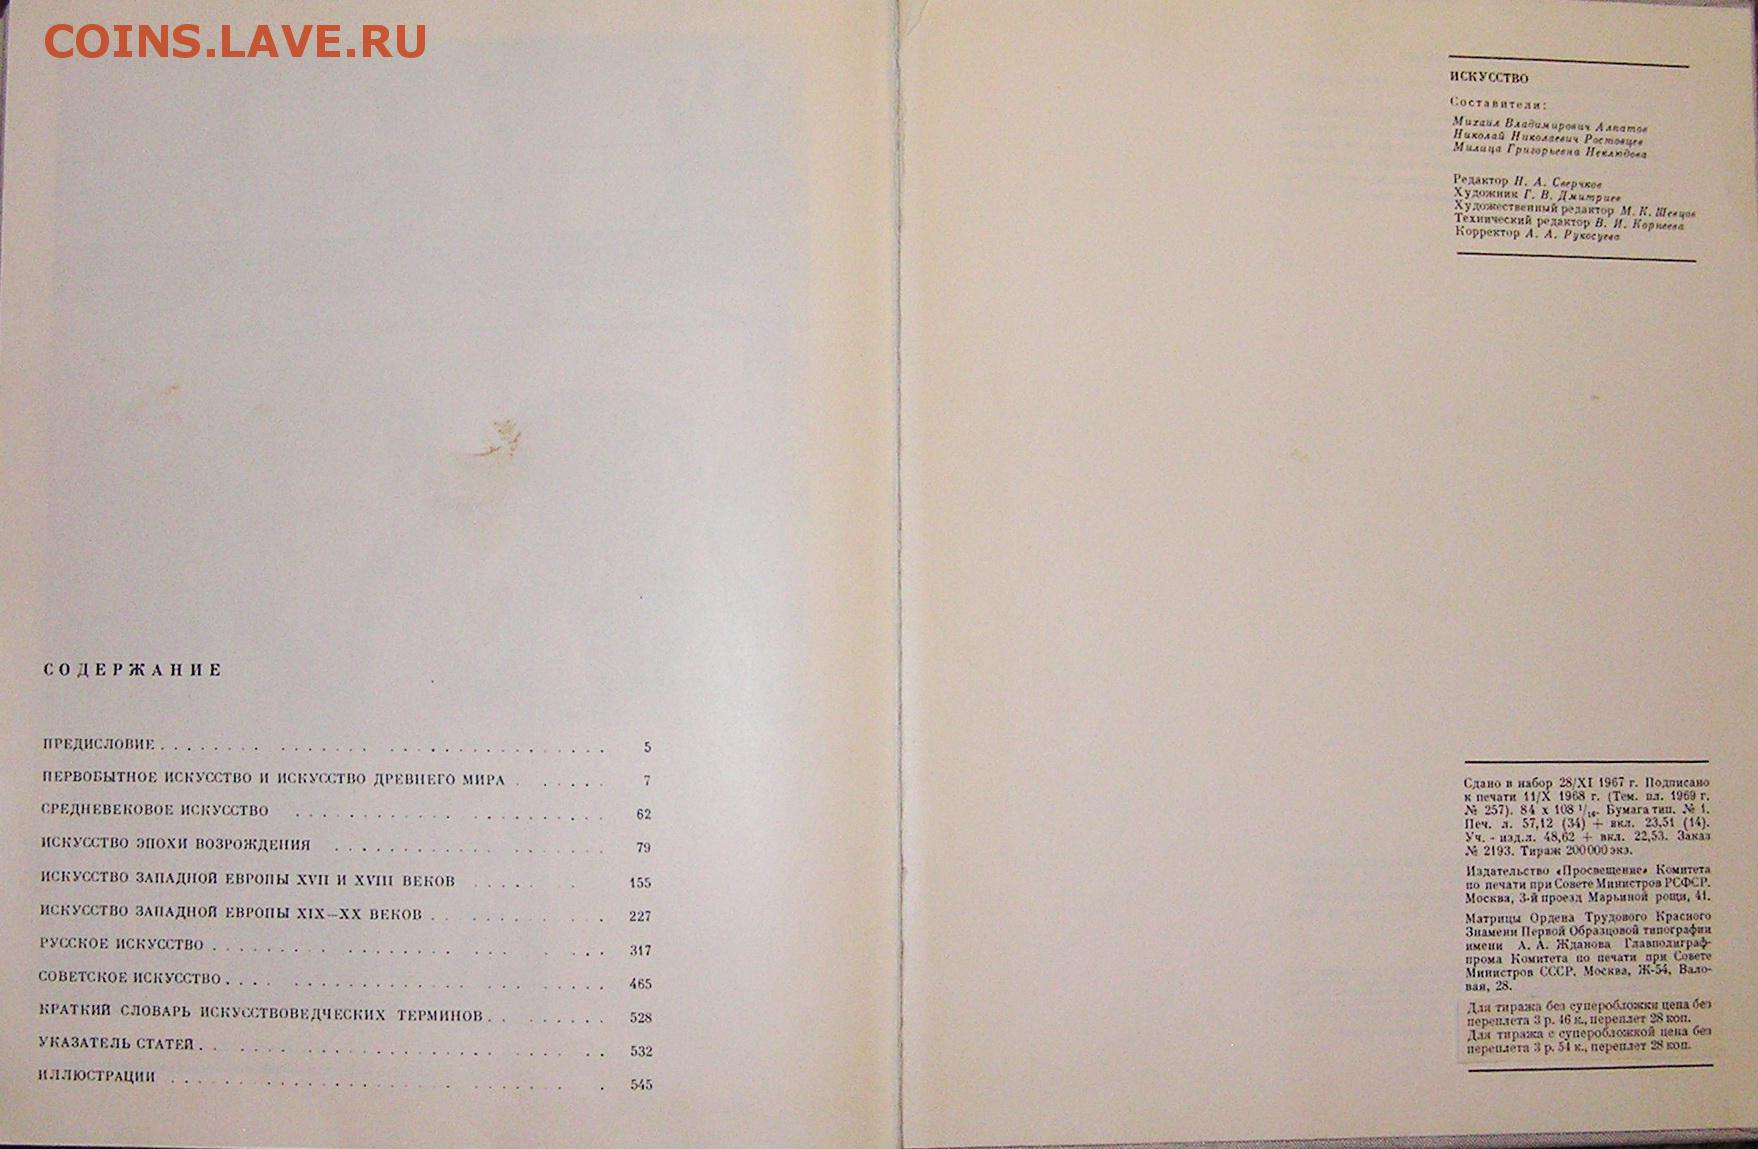 COINS.LAVE.RU
СОДЕРЖАНИЕ
ПРЕДИСЛОВИЕ . . . . . 5
ПЕРВОБЫТНОЕ ИСКУССТВО И ИСКУССТВО ДРЕВНЕГО МИРА . . . . . 7
СРЕДНЕВЕКОВОЕ ИСКУССТВО . . . . . 62
ИСКУССТВО ЭПОХИ ВОЗРОЖДЕНИЯ . . . . . 79
ИСКУССТВО ЗАПАДНОЙ ЕВРОПЫ XVII И XVIII ВЕКОВ . . . . . 155
ИСКУССТВО ЗАПАДНОЙ ЕВРОПЫ XIX—XX ВЕКОВ . . . . . 227
РУССКОЕ ИСКУССТВО . . . . . 317
СОВЕТСКОЕ ИСКУССТВО . . . . . 465
КРАТКИЙ СЛОВАРЬ ИСКУССТВОВЕДЧЕСКИХ ТЕРМИНОВ . . . . . 528
УКАЗАТЕЛЬ СТАТЕЙ . . . . . 532
ИЛЛЮСТРАЦИИ . . . . . 545
ИСКУССТВО
Составители:
Михаил Владимирович Алпатов
Николай Николаевич Ростовцев
Милица Григорьевна Неклюдова
Редактор Н. А. Сверчков
Художник Г. В. Дмитриев
Художественный редактор М. К. Шевцов
Технический редактор В. И. Корнеева
Корректор А. А. Рукосуева
Сдано в набор 28/XI 1967 г. Подписано
к печати 11/X 1968 г. (Тем. пл. 1969 г.
№ 257). 84 х 108 1/16. Бумага тип. № 1.
Печ. л. 57,12 (34) + вкл. 23,51 (14).
Уч. - изд.л. 48,62 + вкл. 22,53. Заказ
№ 2193. Тираж 200000 экз.
Издательство «Просвещение» Комитета
по печати при Совете Министров РСФСР.
Москва, 3-й проезд Марьиной рощи, 41.
Матрицы Ордена Трудового Красного
Знамени Первой Образцовой типографии
имени А. А. Жданова Главполиграф-
прома Комитета по печати при Совете
Министров СССР. Москва, Ж-54, Вало-
вая, 28.
Для тиража без суперобложки цена без
переплета 3 р. 46 к., переплет 28 коп.
Для тиража с суперобложкой цена без
переплета 3 р. 54 к., переплет 28 коп.